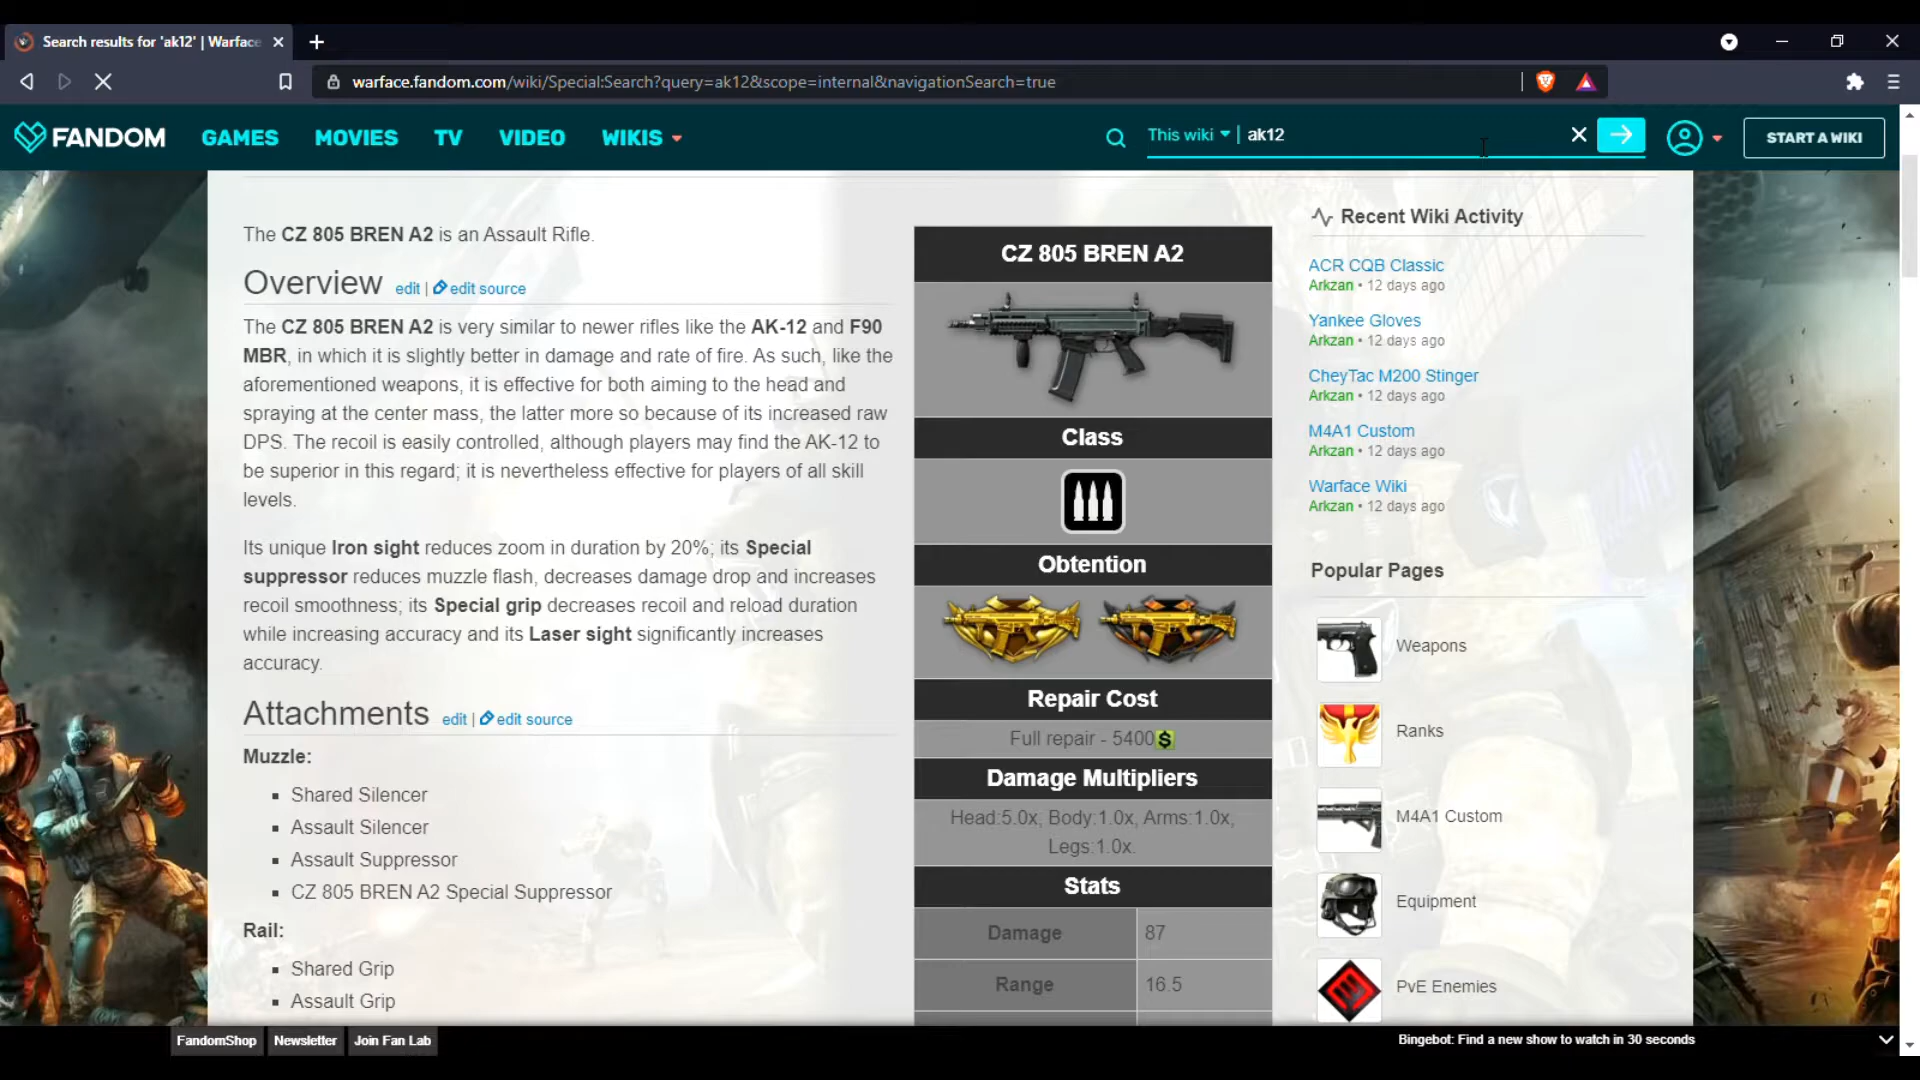 Search results for 'ak12' | Warface
warface.fandom.com/wiki/Special:Search?query=ak12&scope=internal&navigationSearch=true
FANDOM
GAMES
MOVIES
TV
VIDEO
WIKIS
This wiki
ak12
START A WIKI
The CZ 805 BREN A2 is an Assault Rifle.
Overview edit | edit source
The CZ 805 BREN A2 is very similar to newer rifles like the AK-12 and F90
MBR, in which it is slightly better in damage and rate of fire. As such, like the
aforementioned weapons, it is effective for both aiming to the head and
spraying at the center mass, the latter more so because of its increased raw
DPS. The recoil is easily controlled, although players may find the AK-12 to
be superior in this regard; it is nevertheless effective for players of all skill
levels.
Its unique Iron sight reduces zoom in duration by 20%; its Special
suppressor reduces muzzle flash, decreases damage drop and increases
recoil smoothness; its Special grip decreases recoil and reload duration
while increasing accuracy and its Laser sight significantly increases
accuracy.
Attachments edit | edit source
Muzzle:
Shared Silencer
Assault Silencer
Assault Suppressor
CZ 805 BREN A2 Special Suppressor
Rail:
Shared Grip
Assault Grip
CZ 805 BREN A2
Class
Obtention
Repair Cost
Full repair - 5400$
Damage Multipliers
Head:5.0x, Body:1.0x, Arms:1.0x,
Legs:1.0x.
Stats
Damage 87
Range 16.5
Recent Wiki Activity
ACR CQB Classic
Arkzan • 12 days ago
Yankee Gloves
Arkzan • 12 days ago
CheyTac M200 Stinger
Arkzan • 12 days ago
M4A1 Custom
Arkzan • 12 days ago
Warface Wiki
Arkzan • 12 days ago
Popular Pages
Weapons
Ranks
M4A1 Custom
Equipment
PvE Enemies
FandomShop
Newsletter
Join Fan Lab
Bingebot: Find a new show to watch in 30 seconds